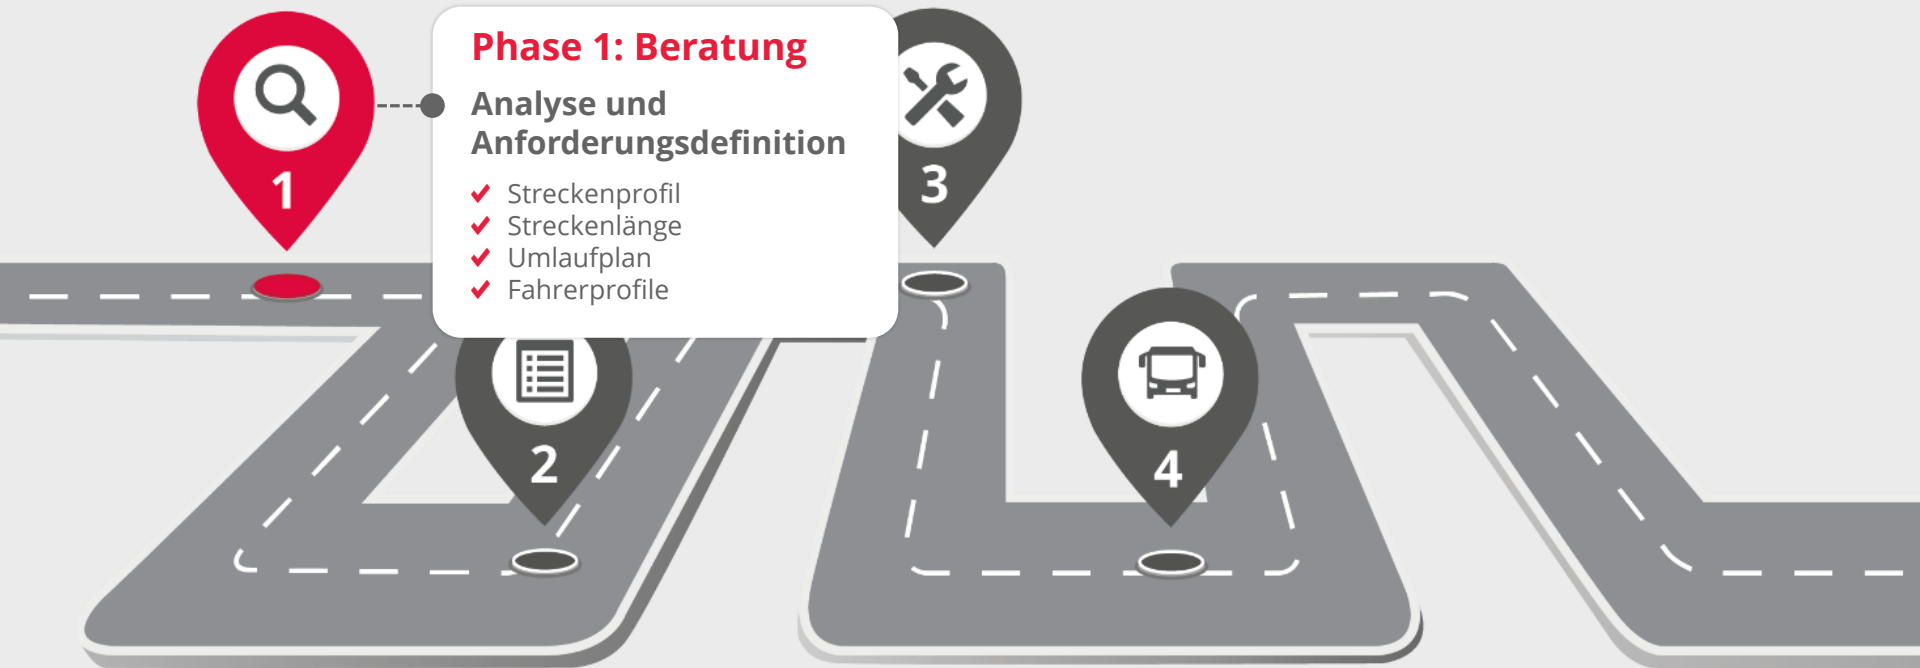 1
Phase 1: Beratung
Analyse und
Anforderungsdefinition
Streckenprofil
Streckenlänge
Umlaufplan
Fahrerprofile
3
2
4